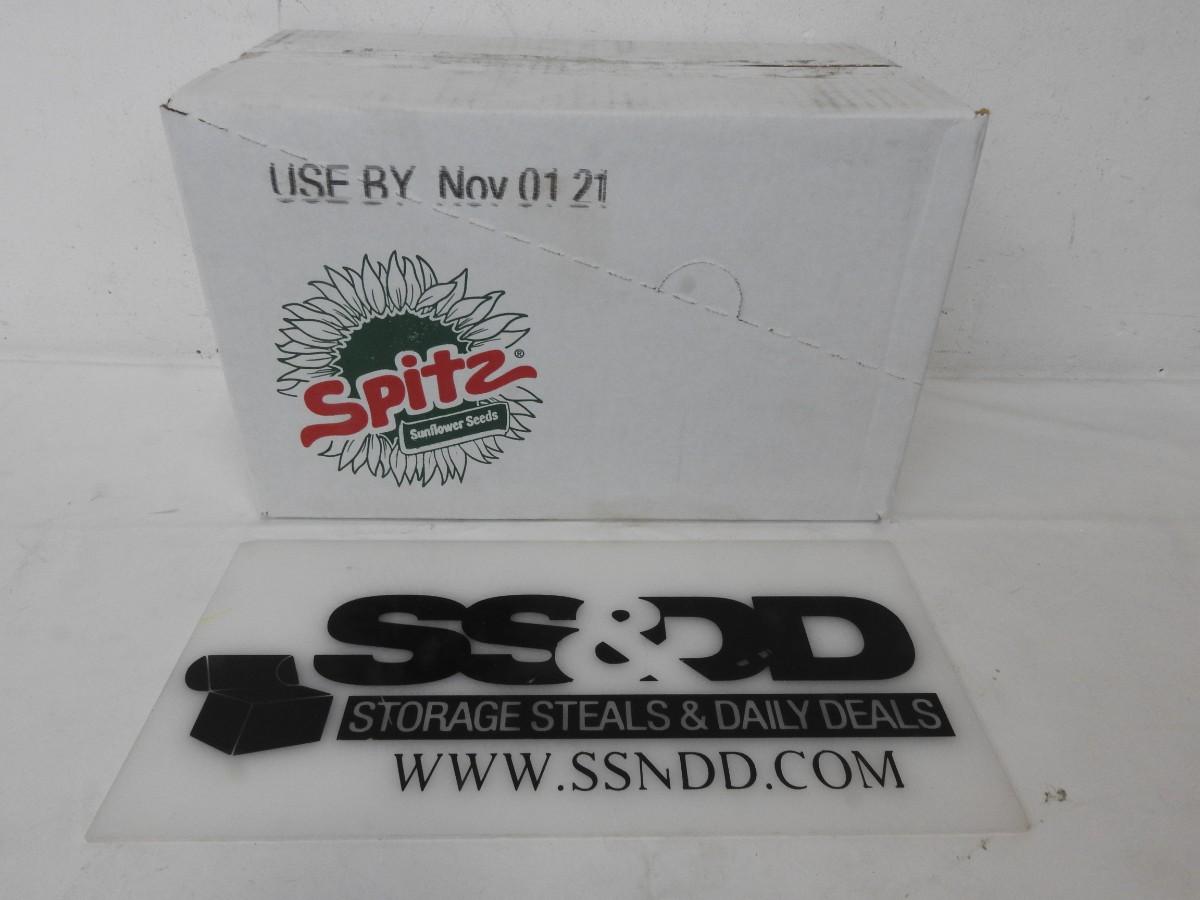 USE BY Nov 01 21
Spitz®
Sunflower Seeds
SS&DD
STORAGE STEALS & DAILY DEALS
WWW.SSNDD.COM